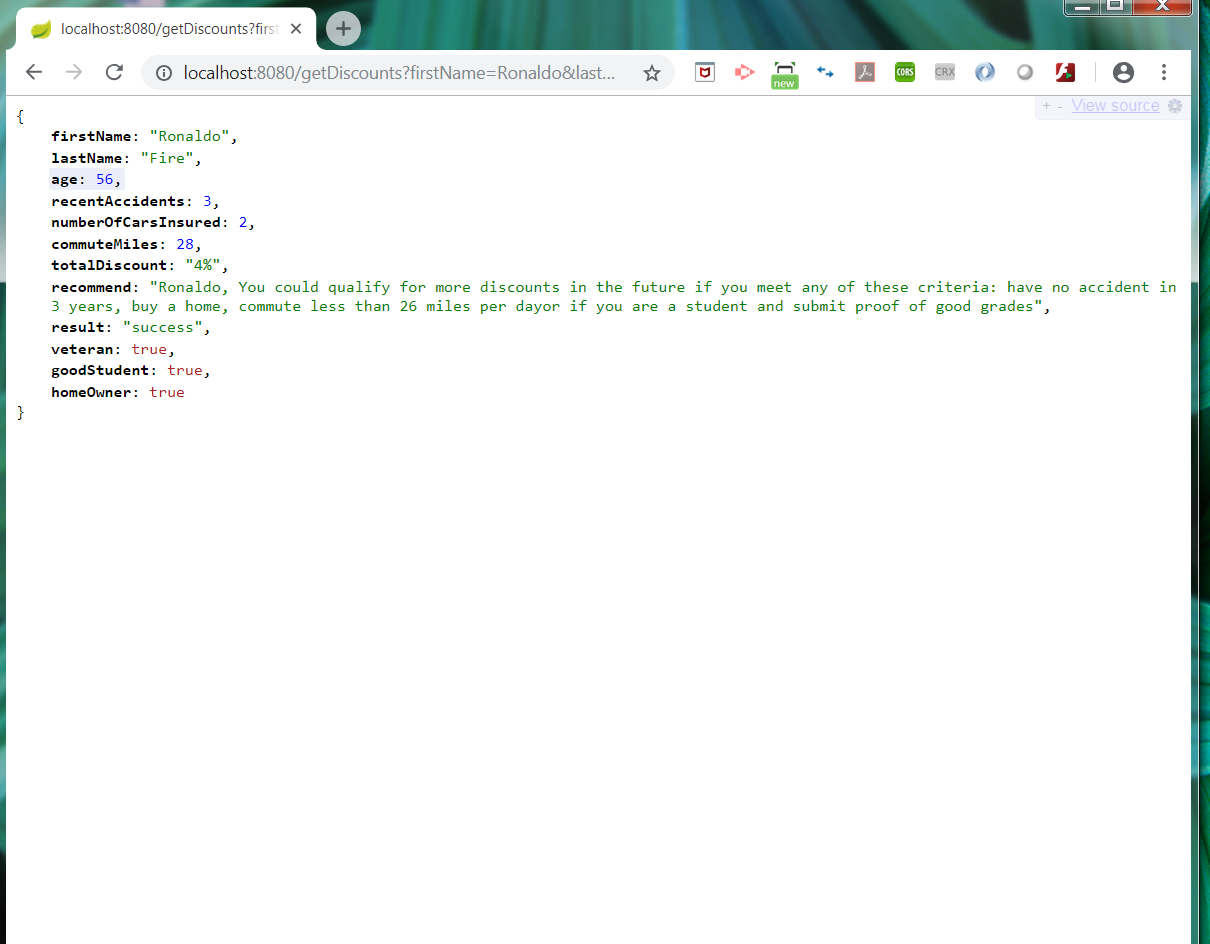 localhost:8080/getDiscounts?first
localhost:8080/getDiscounts?firstName=Ronaldo&last...
new
CORS
CRX
+ - View source
{
firstName: "Ronaldo",
lastName: "Fire",
age: 56,
recentAccidents: 3,
numberOfCarsInsured: 2,
commuteMiles: 28,
totalDiscount: "4%",
recommend: "Ronaldo, You could qualify for more discounts in the future if you meet any of these criteria: have no accident in
3 years, buy a home, commute less than 26 miles per dayor if you are a student and submit proof of good grades",
result: "success",
veteran: true,
goodStudent: true,
homeOwner: true
}